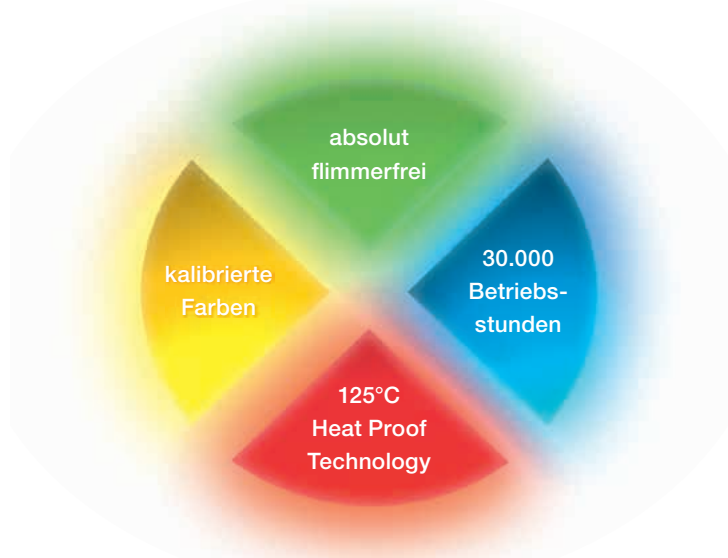 absolut
flimmerfrei
kalibrierte
Farben
30.000
Betriebs-
stunden
125°C
Heat Proof
Technology